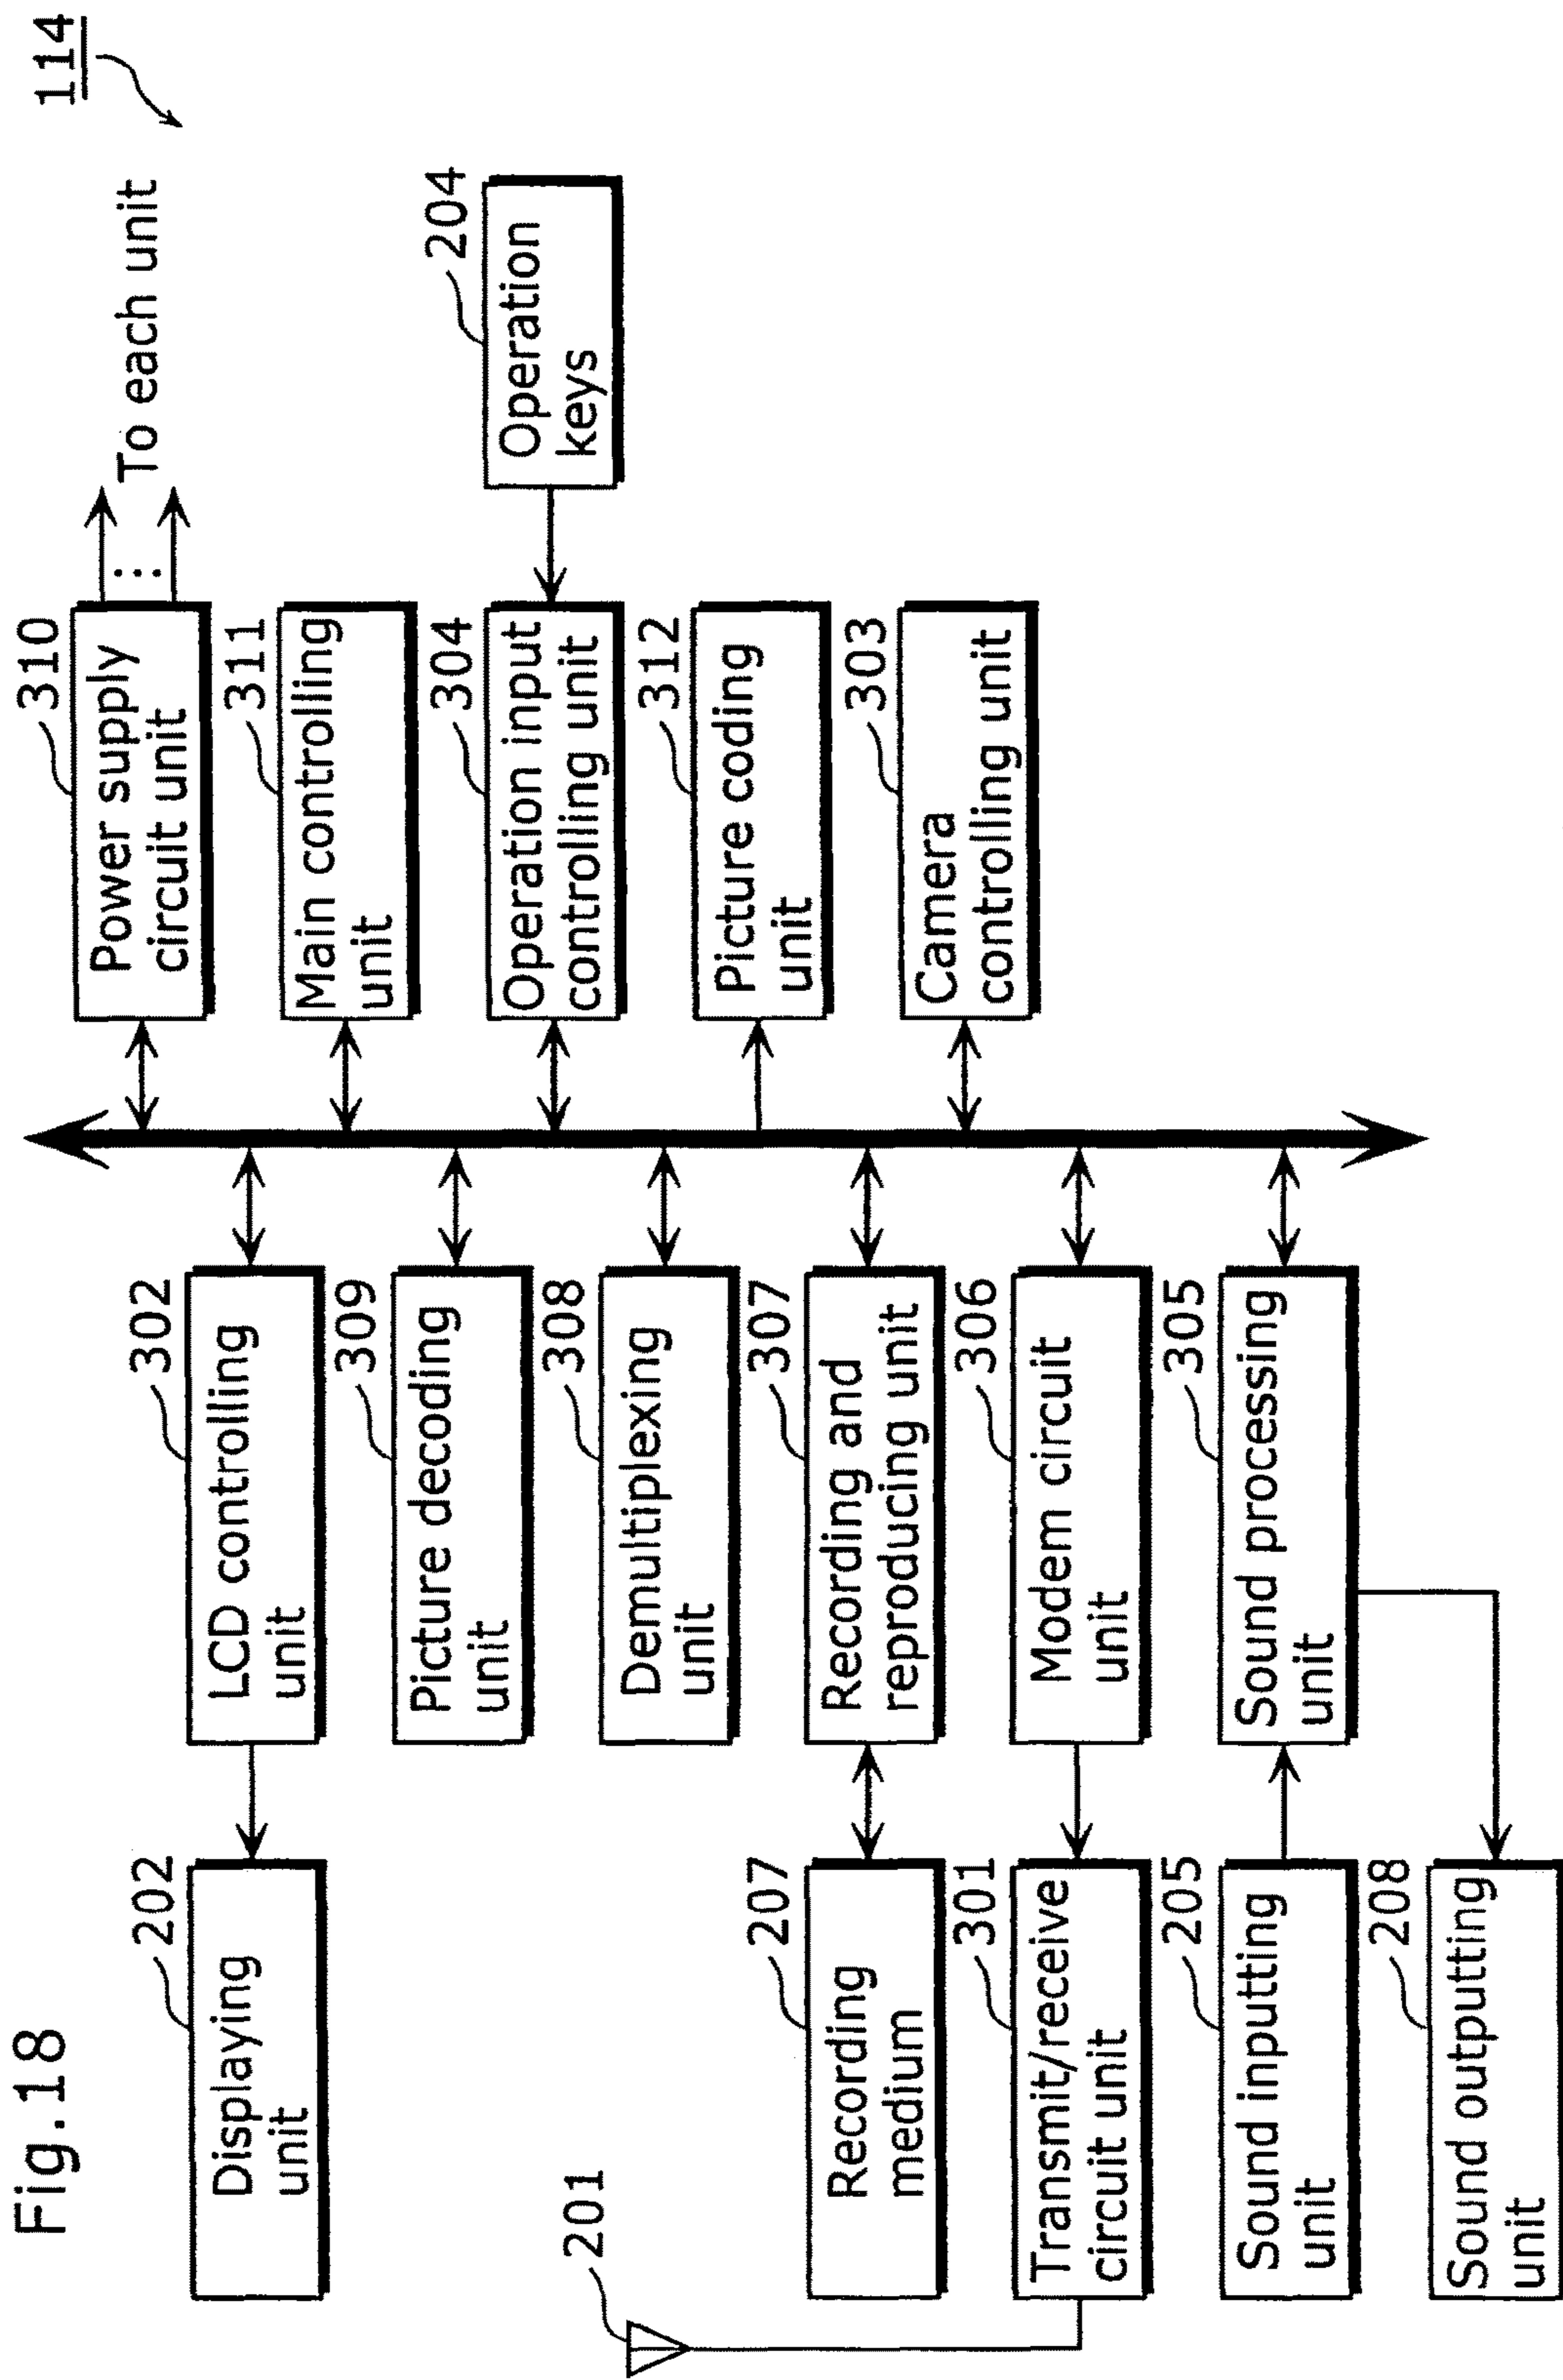 Fig.18
114
201
202
Displaying
unit
207
Recording
medium
301
Transmit/receive
circuit unit
205
Sound inputting
unit
208
Sound outputting
unit
302
LCD controlling
unit
309
Picture decoding
unit
308
Demultiplexing
unit
307
Recording and
reproducing unit
306
Modem circuit
unit
305
Sound processing
unit
310
Power supply
circuit unit
311
Main controlling
unit
304
Operation input
controlling unit
312
Picture coding
unit
303
Camera
controlling unit
To each unit
204
Operation
keys